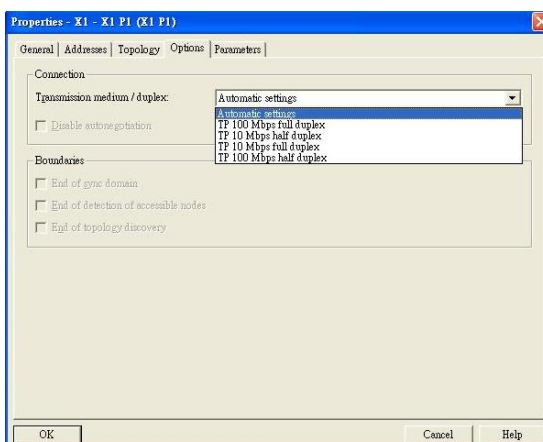 Properties - X1 - X1 P1 (X1 P1)
General Addresses Topology Options Parameters
Connection
Transmission medium / duplex:
Automatic settings
Automatic settings
TP 100 Mbps full duplex
TP 10 Mbps half duplex
TP 10 Mbps full duplex
TP 100 Mbps half duplex
Disable autonegotiation
Boundaries
End of sync domain
End of detection of accessible nodes
End of topology discovery
OK Cancel Help